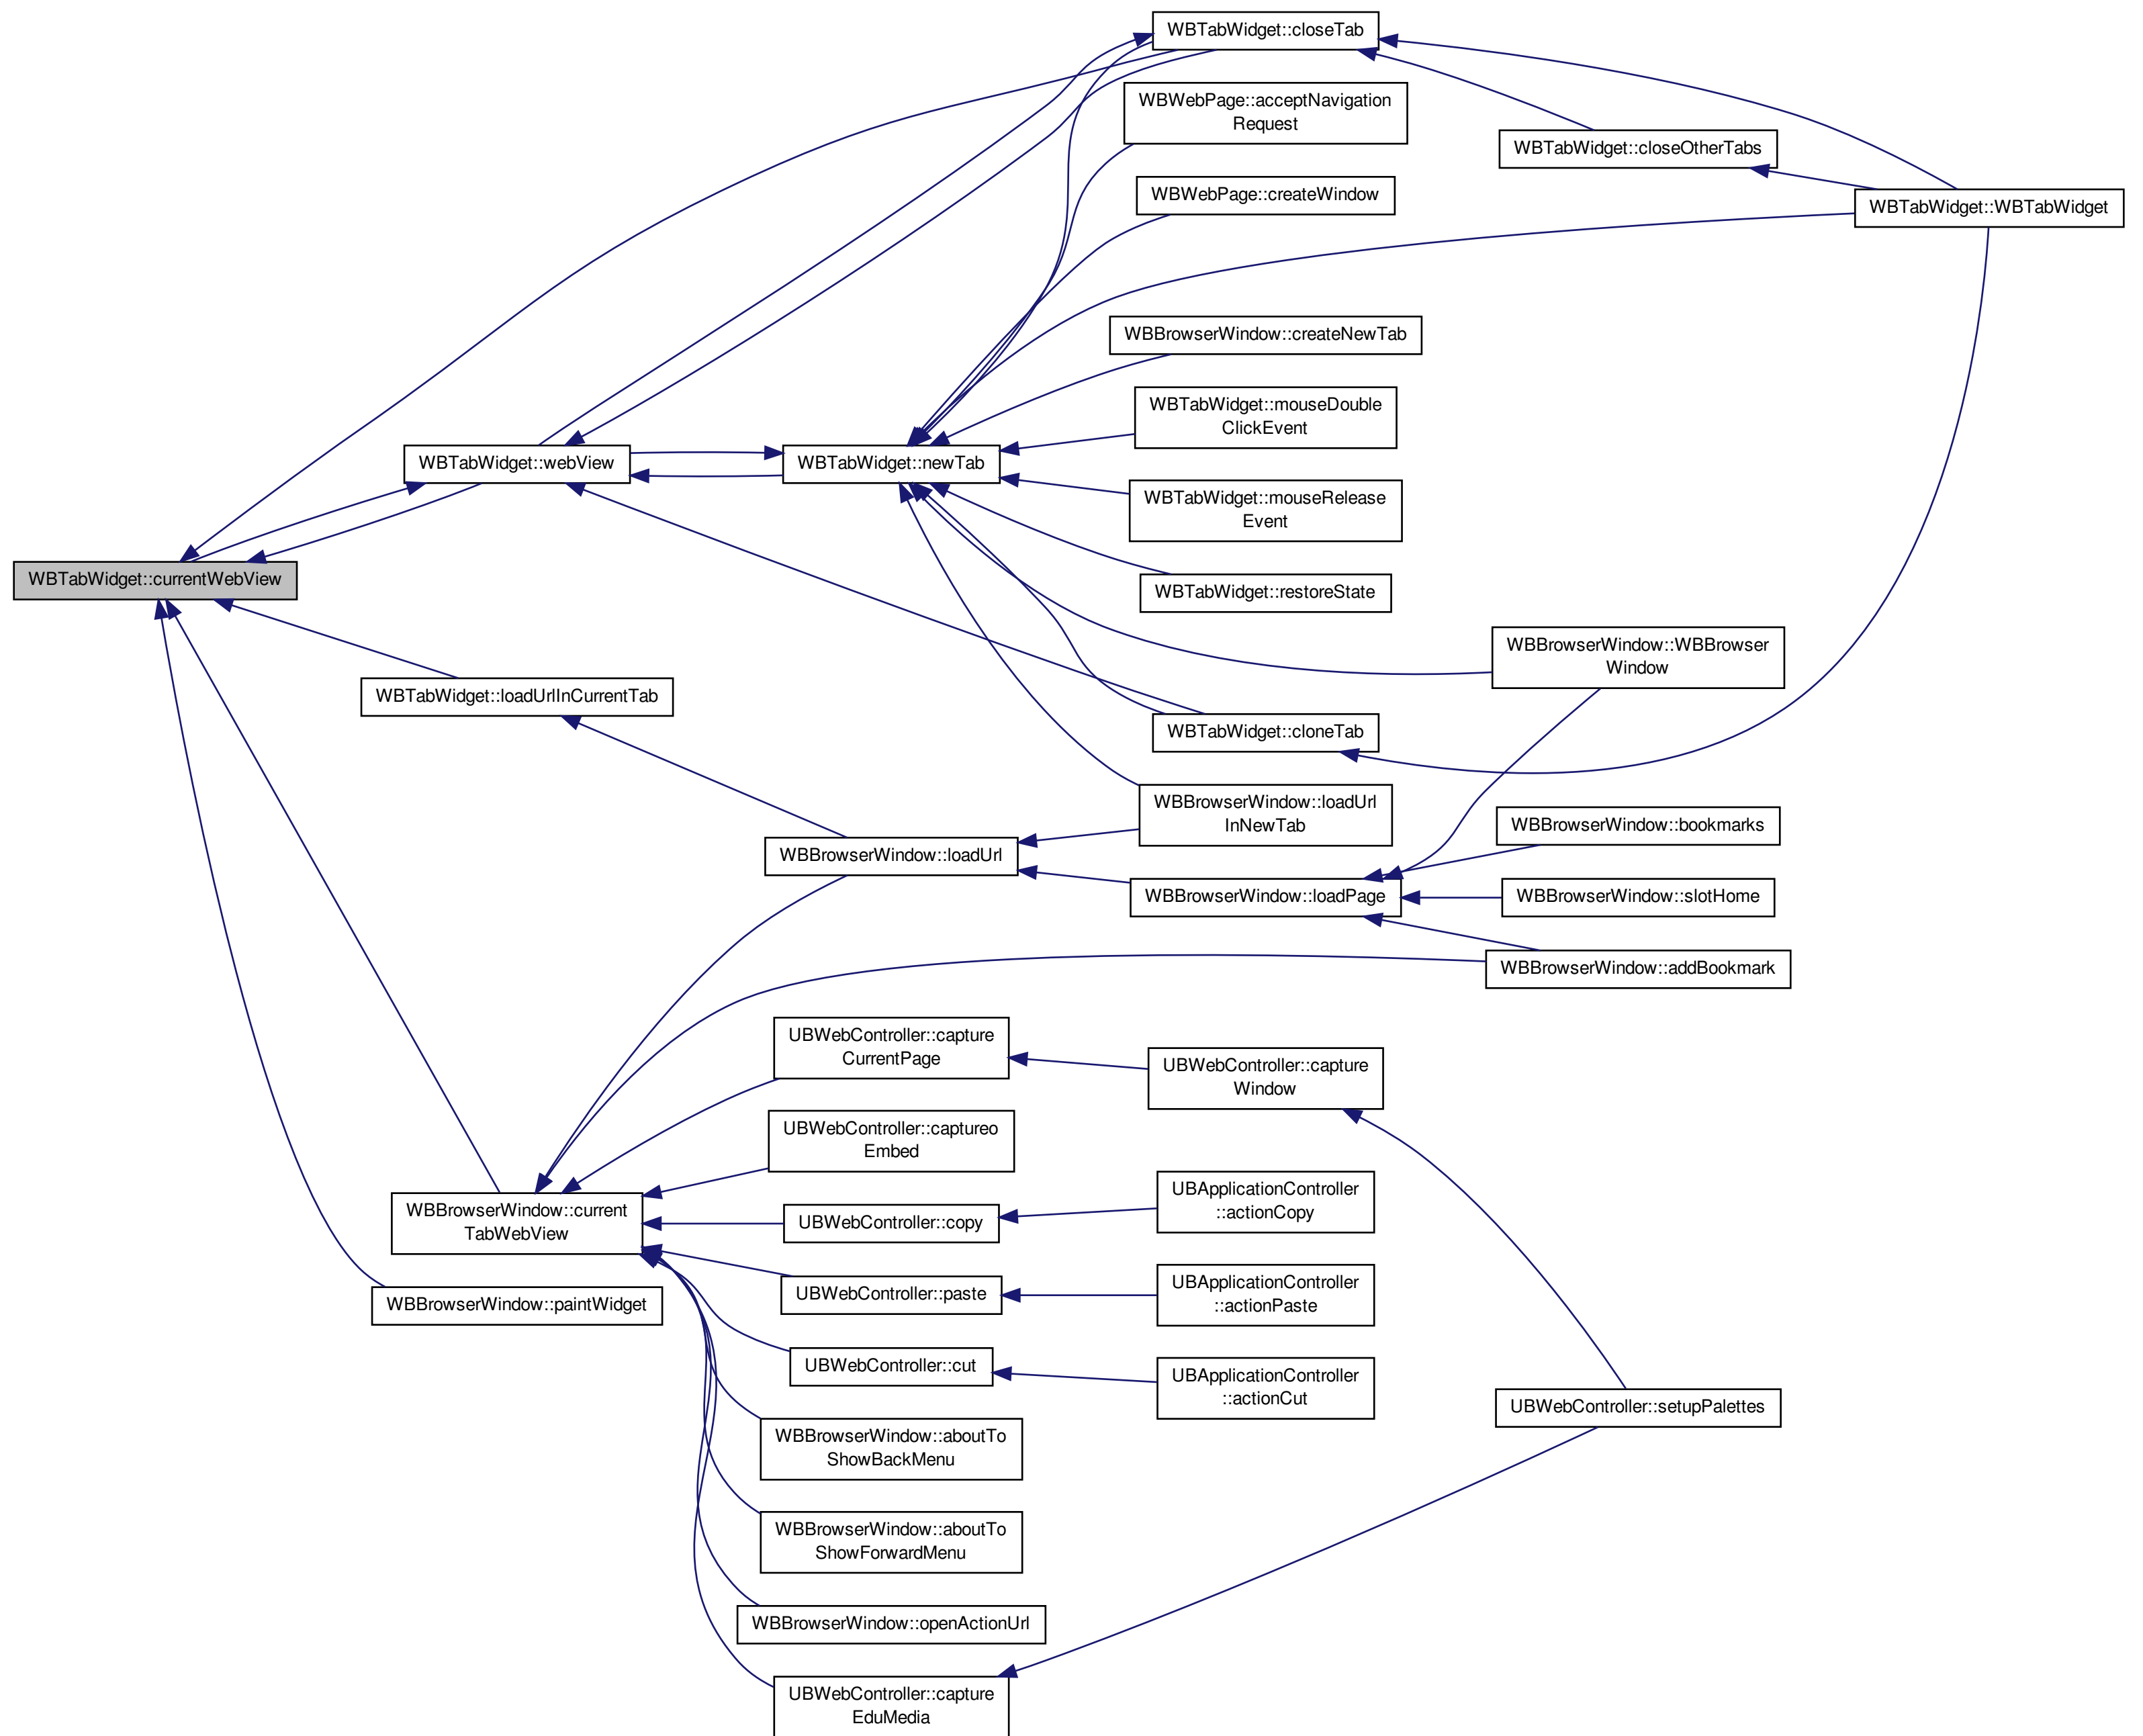 WBTabWidget::closeTab
WBWebPage::acceptNavigation
Request
WBTabWidget::closeOtherTabs
WBWebPage::createWindow
WBTabWidget::WBTabWidget
WBBrowserWindow::createNewTab
WBTabWidget::mouseDouble
ClickEvent
WBTabWidget::webView
WBTabWidget::newTab
WBTabWidget::mouseRelease
Event
WBTabWidget::currentWebView
WBTabWidget::restoreState
WBBrowserWindow::WBBrowser
Window
WBTabWidget::loadUrlInCurrentTab
WBTabWidget::cloneTab
WBBrowserWindow::loadUrl
InNewTab
WBBrowserWindow::bookmarks
WBBrowserWindow::loadUrl
WBBrowserWindow::loadPage
WBBrowserWindow::slotHome
WBBrowserWindow::addBookmark
UBWebController::capture
CurrentPage
UBWebController::capture
Window
UBWebController::captureo
Embed
UBApplicationController
::actionCopy
WBBrowserWindow::current
TabWebView
UBWebController::copy
UBApplicationController
::actionPaste
UBWebController::paste
WBBrowserWindow::paintWidget
UBWebController::cut
UBApplicationController
::actionCut
UBWebController::setupPalettes
WBBrowserWindow::aboutTo
ShowBackMenu
WBBrowserWindow::aboutTo
ShowForwardMenu
WBBrowserWindow::openActionUrl
UBWebController::capture
EduMedia